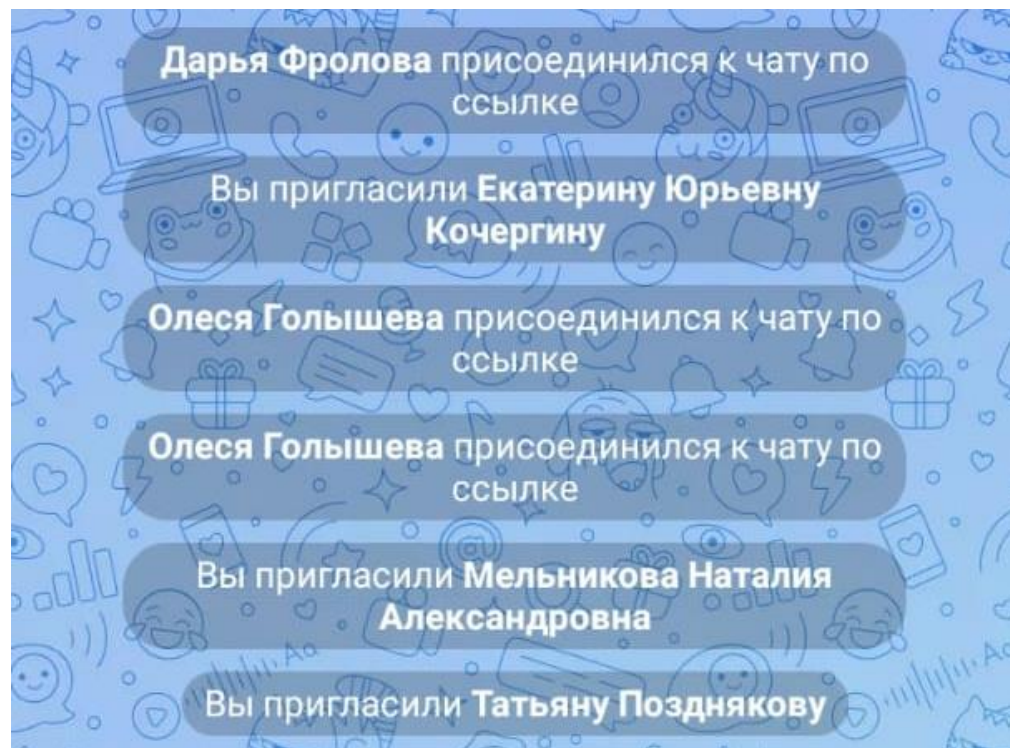 Дарья Фролова присоединился к чату по
ссылке
Вы пригласили Екатерину Юрьевну
Кочергину
Олеся Голышева присоединился к чату по
ссылке
Олеся Голышева присоединился к чату по
ссылке
Вы пригласили Мельникова Наталия
Александровна
Вы пригласили Татьяну Позднякову